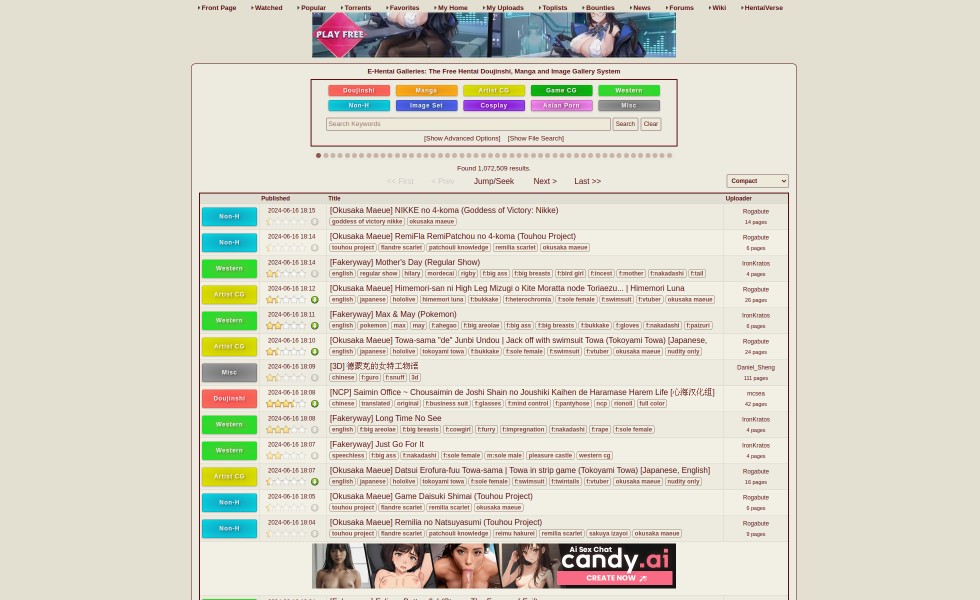 Front Page Watched Popular Torrents Favorites My Home My Uploads Toplists Bounties News Forums Wiki HentaiVerse
PLAY FREE
E-Hentai Galleries: The Free Hentai Doujinshi, Manga and Image Gallery System
Doujinshi Manga Artist CG Game CG Western
Non-H Image Set Cosplay Asian Porn Misc
Search Keywords Search Clear
[Show Advanced Options] [Show File Search]
Found 1,072,509 results.
<< First < Prev Jump/Seek Next > Last >> Compact
Published Title Uploader
Non-H 2024-06-16 18:15 [Okusaka Maeue] NIKKE no 4-koma (Goddess of Victory: Nikke) Rogabute
goddess of victory nikke okusaka maeue 14 pages
Non-H 2024-06-16 18:14 [Okusaka Maeue] RemiFla RemiPatchou no 4-koma (Touhou Project) Rogabute
touhou project flandre scarlet patchouli knowledge remilia scarlet okusaka maeue 6 pages
Western 2024-06-16 18:14 [Fakeryway] Mother's Day (Regular Show) IronKratos
english regular show hilary mordecai rigby f:big ass f:big breasts f:bird girl f:incest f:mother f:nakadashi f:tail 4 pages
Artist CG 2024-06-16 18:12 [Okusaka Maeue] Himemori-san ni High Leg Mizugi o Kite Moratta node Toriaezu... | Himemori Luna Rogabute
english japanese hololive himemori luna f:bukkake f:heterochromia f:sole female f:swimsuit f:vtuber okusaka maeue 26 pages
Western 2024-06-16 18:11 [Fakeryway] Max & May (Pokemon) IronKratos
english pokemon max may f:ahegao f:big areolae f:big ass f:big breasts f:bukkake f:gloves f:nakadashi f:paizuri 6 pages
Artist CG 2024-06-16 18:10 [Okusaka Maeue] Towa-sama "de" Junbi Undou | Jack off with swimsuit Towa (Tokoyami Towa) [Japanese, Rogabute
english japanese hololive tokoyami towa f:bukkake f:sole female f:swimsuit f:vtuber okusaka maeue nudity only 24 pages
Misc 2024-06-16 18:09 [3D] 德蒙克的女特工物语 Daniel_Sheng
chinese f:guro f:snuff 3d 111 pages
Doujinshi 2024-06-16 18:08 [NCP] Saimin Office ~ Chousaimin de Joshi Shain no Joushiki Kaihen de Haramase Harem Life [心海汉化组] mcsea
chinese translated original f:business suit f:glasses f:mind control f:pantyhose ncp rionoil full color 42 pages
Western 2024-06-16 18:08 [Fakeryway] Long Time No See IronKratos
english f:big areolae f:big breasts f:cowgirl f:furry f:impregnation f:nakadashi f:rape f:sole female 4 pages
Western 2024-06-16 18:07 [Fakeryway] Just Go For It IronKratos
speechless f:big ass f:nakadashi f:sole female m:sole male pleasure castle western cg 4 pages
Artist CG 2024-06-16 18:07 [Okusaka Maeue] Datsui Erofura-fuu Towa-sama | Towa in strip game (Tokoyami Towa) [Japanese, English] Rogabute
english japanese hololive tokoyami towa f:sole female f:swimsuit f:twintails f:vtuber okusaka maeue nudity only 16 pages
Non-H 2024-06-16 18:05 [Okusaka Maeue] Game Daisuki Shimai (Touhou Project) Rogabute
touhou project flandre scarlet remilia scarlet okusaka maeue 6 pages
Non-H 2024-06-16 18:04 [Okusaka Maeue] Remilia no Natsuyasumi (Touhou Project) Rogabute
touhou project flandre scarlet patchouli knowledge reimu hakurei remilia scarlet sakuya izayoi okusaka maeue 9 pages
Ai Sex Chat
candy.ai
CREATE NOW